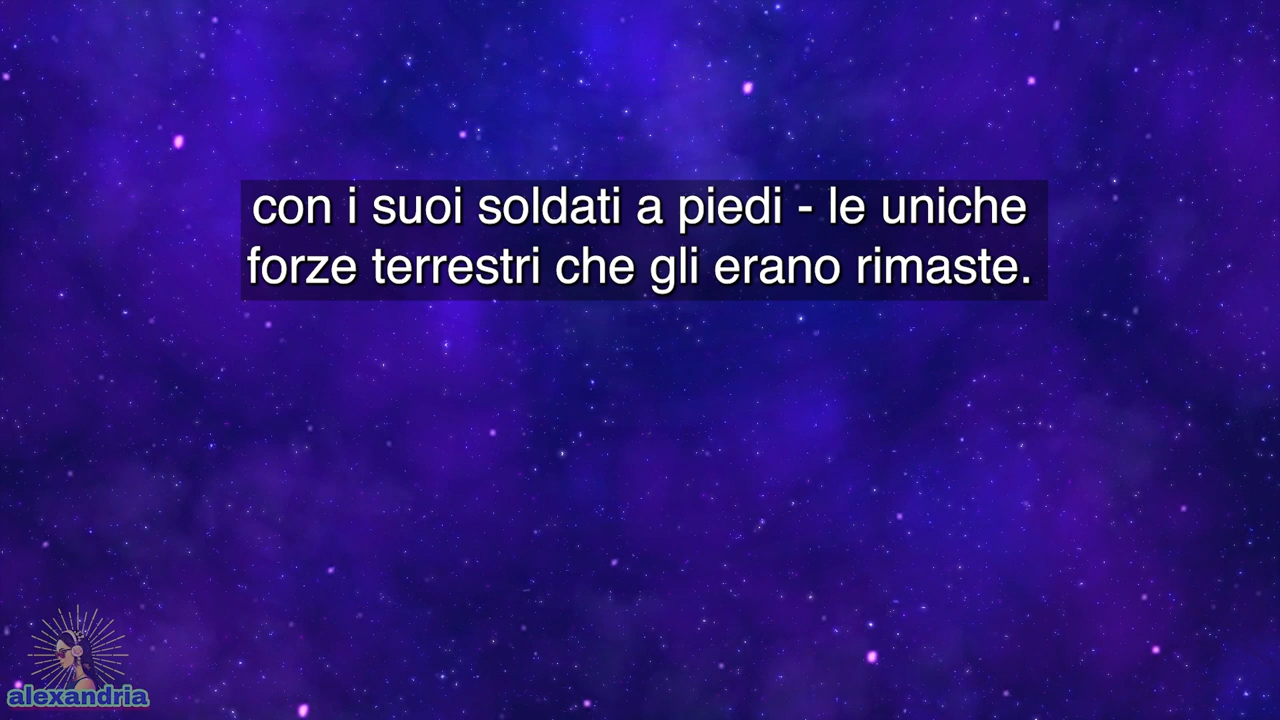 con i suoi soldati a piedi - le uniche
forze terrestri che gli erano rimaste.
alexandria